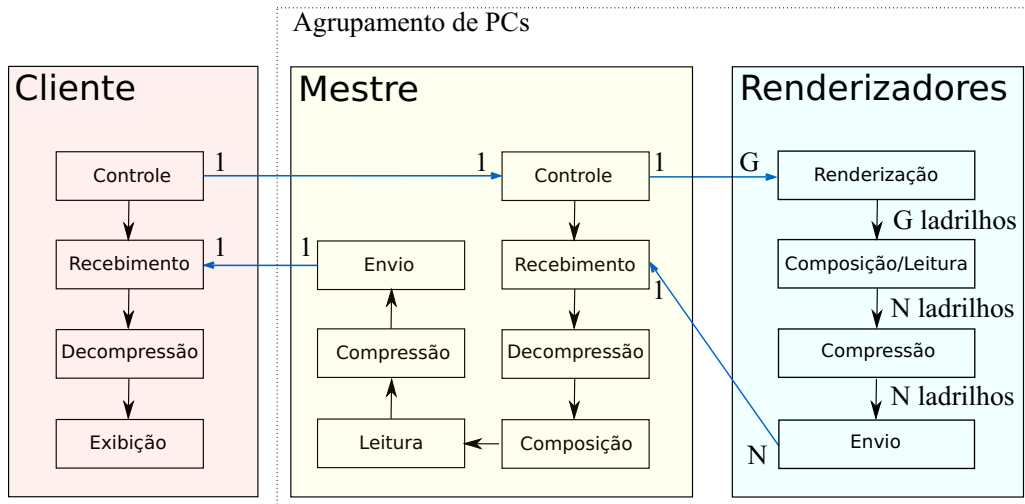 Agrupamento de PCs
Cliente
Controle
1
Recebimento
1
Decompressão
Exibição
Mestre
1
Controle
1
1
Envio
Recebimento
1
Compressão
Decompressão
Leitura
Composição
Renderizadores
G
Renderização
G ladrilhos
Composição/Leitura
N ladrilhos
Compressão
N ladrilhos
N
Envio